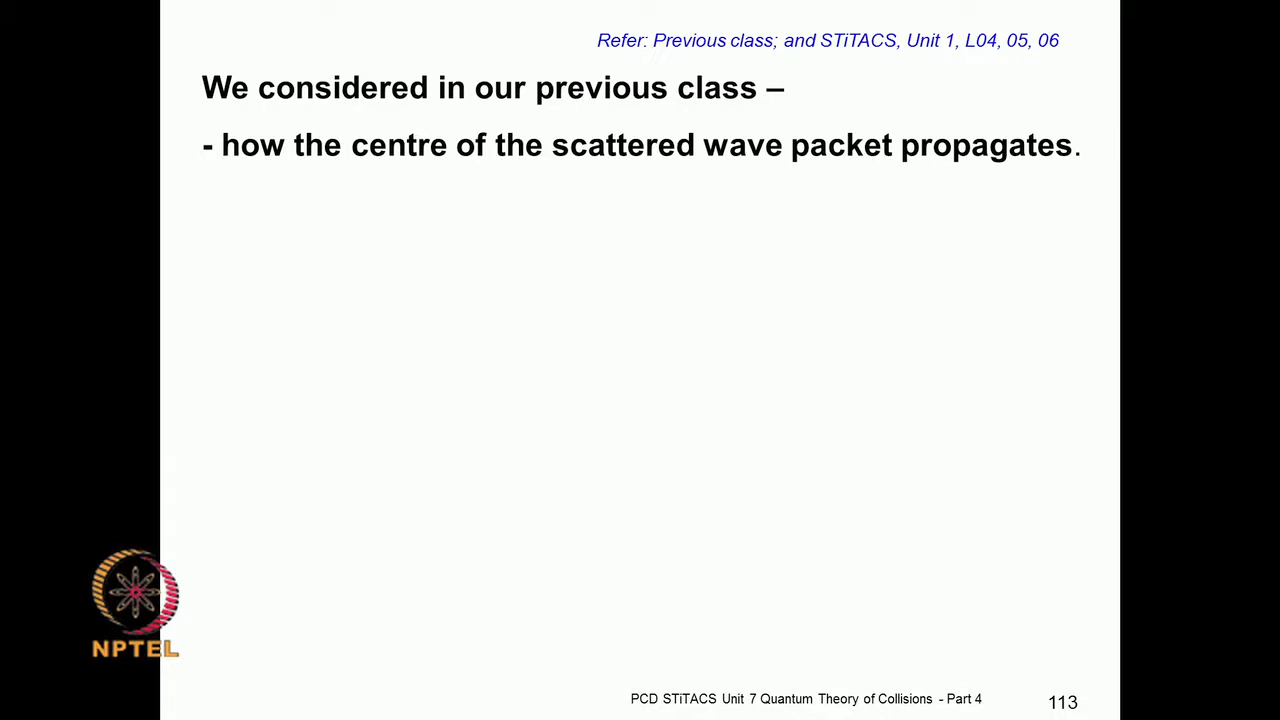 Refer: Previous class; and STiTACS, Unit 1, L04, 05, 06
We considered in our previous class –
- how the centre of the scattered wave packet propagates.
NPTEL
PCD STiTACS Unit 7 Quantum Theory of Collisions - Part 4
113